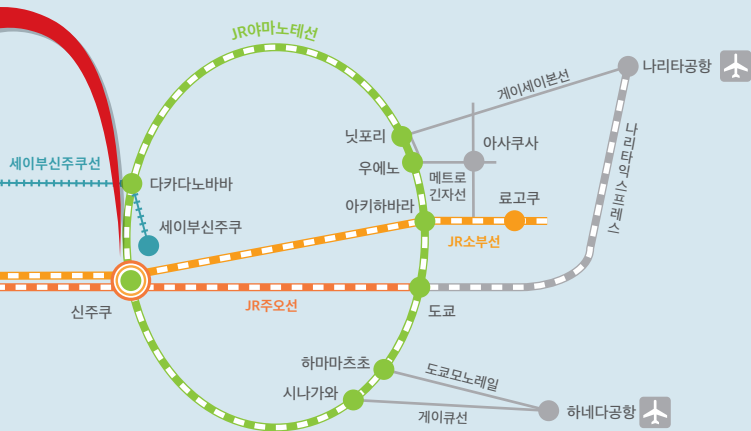 JR야마노테선
나리타공항
게이세이본선
닛포리
아사쿠사
나리타익스프레스
세이부신주쿠선
우에노
메트로
긴자선
다카다노바바
아키하바라
료고쿠
세이부신주쿠
JR소부선
신주쿠
JR주오선
도쿄
하마마츠초
도쿄모노레일
시나가와
게이큐선
하네다공항